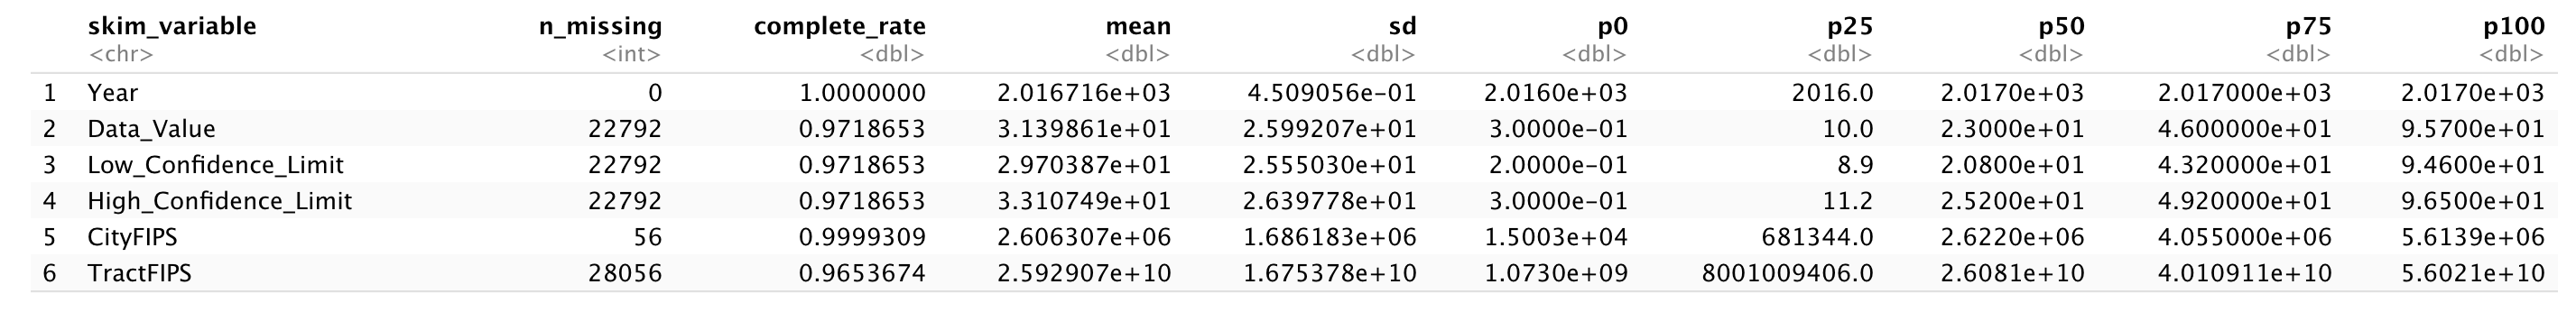 skim_variable n_missing complete_rate mean sd p0 p25 p50 p75 p100
<chr> <int> <dbl> <dbl> <dbl> <dbl> <dbl> <dbl> <dbl> <dbl>
1 Year 0 1.0000000 2.016716e+03 4.509056e-01 2.0160e+03 2016.0 2.0170e+03 2.017000e+03 2.0170e+03
2 Data_Value 22792 0.9718653 3.139861e+01 2.599207e+01 3.0000e-01 10.0 2.3000e+01 4.600000e+01 9.5700e+01
3 Low_Confidence_Limit 22792 0.9718653 2.970387e+01 2.555030e+01 2.0000e-01 8.9 2.0800e+01 4.320000e+01 9.4600e+01
4 High_Confidence_Limit 22792 0.9718653 3.310749e+01 2.639778e+01 3.0000e-01 11.2 2.5200e+01 4.920000e+01 9.6500e+01
5 CityFIPS 56 0.9999309 2.606307e+06 1.686183e+06 1.5003e+04 681344.0 2.6220e+06 4.055000e+06 5.6139e+06
6 TractFIPS 28056 0.9653674 2.592907e+10 1.675378e+10 1.0730e+09 8001009406.0 2.6081e+10 4.010911e+10 5.6021e+10